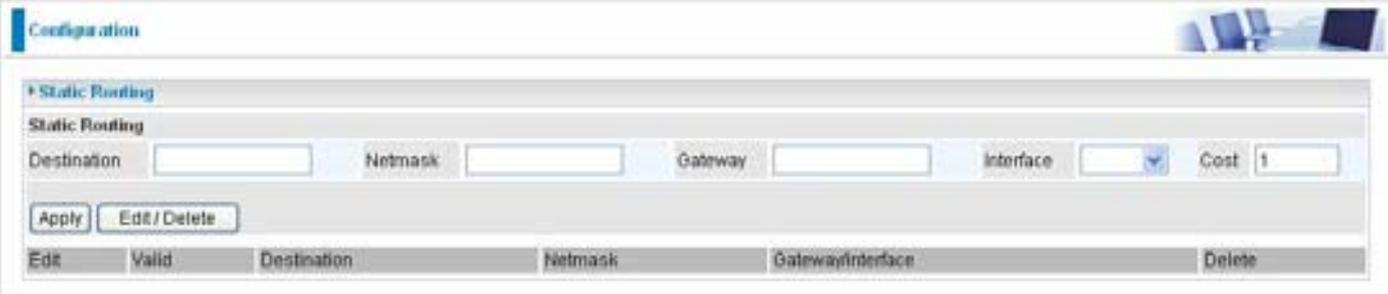 Configuration
Static Routing
Static Routing
Destination Netmask Gateway Interface Cost 1
Apply Edit / Delete
Edit Valid Destination Netmask Gateway/Interface Delete